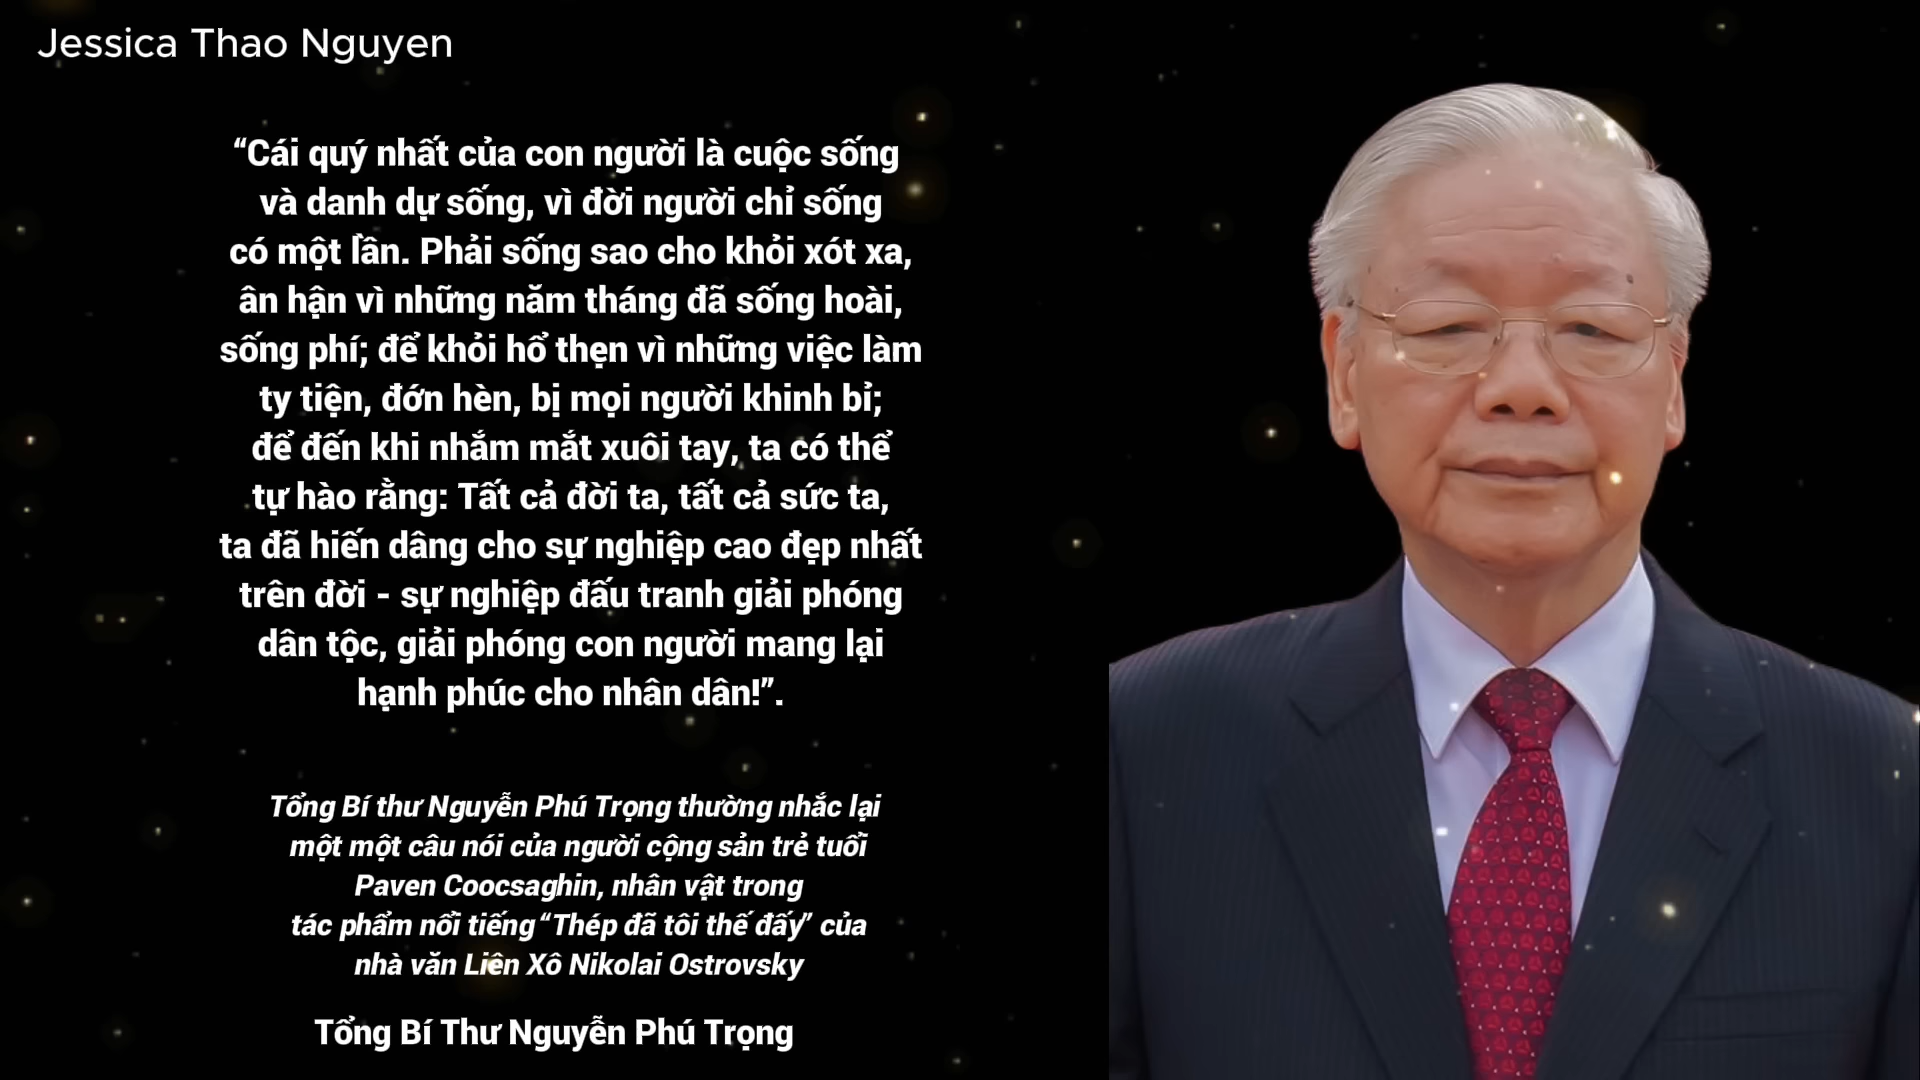 Jessica Thao Nguyen
“Cái quý nhất của con người là cuộc sống
và danh dự sống, vì đời người chỉ sống
có một lần. Phải sống sao cho khỏi xót xa,
ân hận vì những năm tháng đã sống hoài,
sống phí; để khỏi hổ thẹn vì những việc làm
ty tiện, đớn hèn, bị mọi người khinh bỉ;
để đến khi nhắm mắt xuôi tay, ta có thể
tự hào rằng: Tất cả đời ta, tất cả sức ta,
ta đã hiến dâng cho sự nghiệp cao đẹp nhất
trên đời - sự nghiệp đấu tranh giải phóng
dân tộc, giải phóng con người mang lại
hạnh phúc cho nhân dân!”.
Tổng Bí thư Nguyễn Phú Trọng thường nhắc lại
một một câu nói của người cộng sản trẻ tuổi
Paven Coocsaghin, nhân vật trong
tác phẩm nổi tiếng “Thép đã tôi thế đấy” của
nhà văn Liên Xô Nikolai Ostrovsky
Tổng Bí Thư Nguyễn Phú Trọng